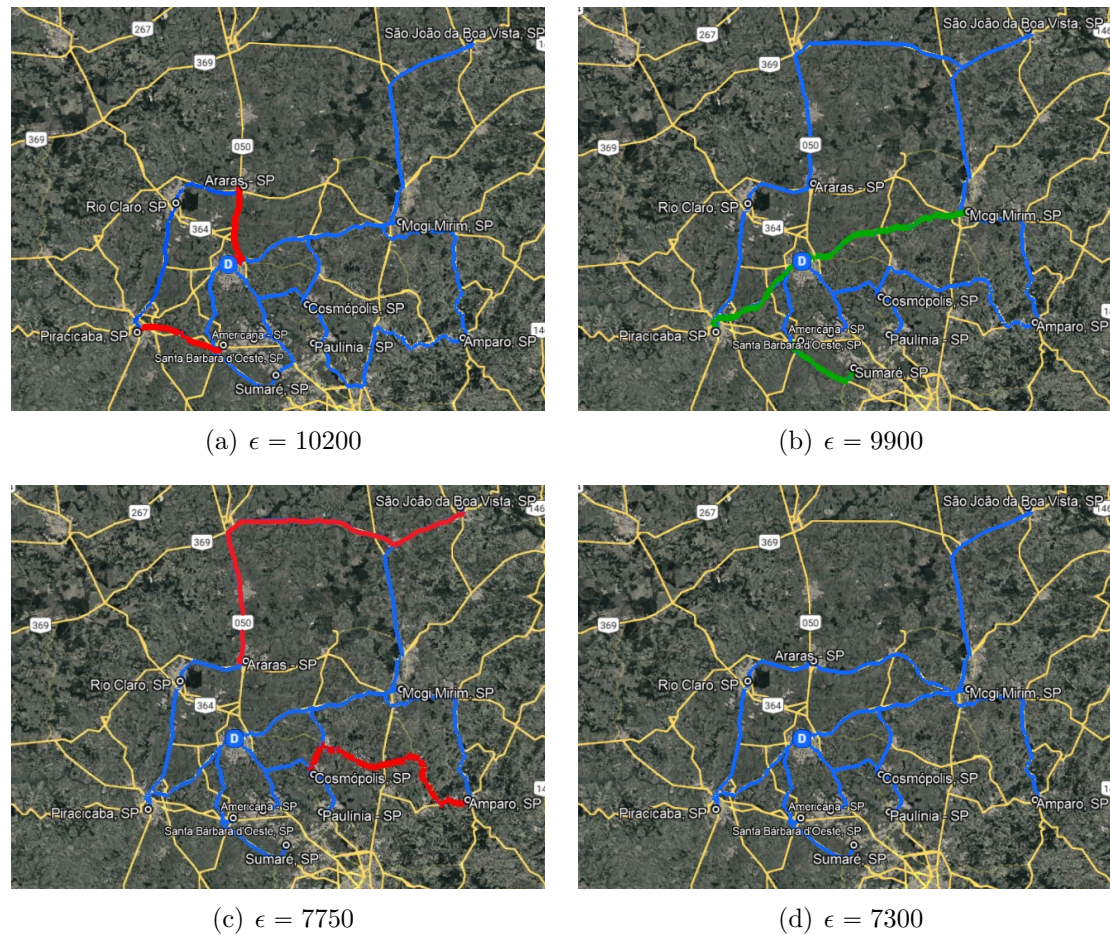 São João da Boa Vista, SP
267
369
369
050
Araras - SP
Rio Claro, SP
364
Mogi Mirim, SP
D
Cosmópolis, SP
Piracicaba, SP
Americana - SP
Santa Bárbara d'Oeste, SP
Paulínia - SP
Amparo, SP
Sumaré, SP
(a) ϵ = 10200
São João da Boa Vista, SP
267
369
369
050
Araras - SP
Rio Claro, SP
364
Mogi Mirim, SP
D
Cosmópolis, SP
Piracicaba, SP
Americana - SP
Santa Bárbara d'Oeste, SP
Paulínia - SP
Amparo, SP
Sumaré, SP
(b) ϵ = 9900
São João da Boa Vista, SP
267
146
369
369
050
Araras - SP
Rio Claro, SP
364
Mogi Mirim, SP
D
Cosmópolis, SP
Piracicaba, SP
Americana - SP
Santa Bárbara d'Oeste, SP
Paulínia - SP
Amparo, SP
Sumaré, SP
(c) ϵ = 7750
São João da Boa Vista, SP
267
369
369
050
Araras - SP
Rio Claro, SP
364
Mogi Mirim, SP
D
Cosmópolis, SP
Piracicaba, SP
Americana - SP
Santa Bárbara d'Oeste, SP
Paulínia - SP
Amparo, SP
Sumaré, SP
(d) ϵ = 7300